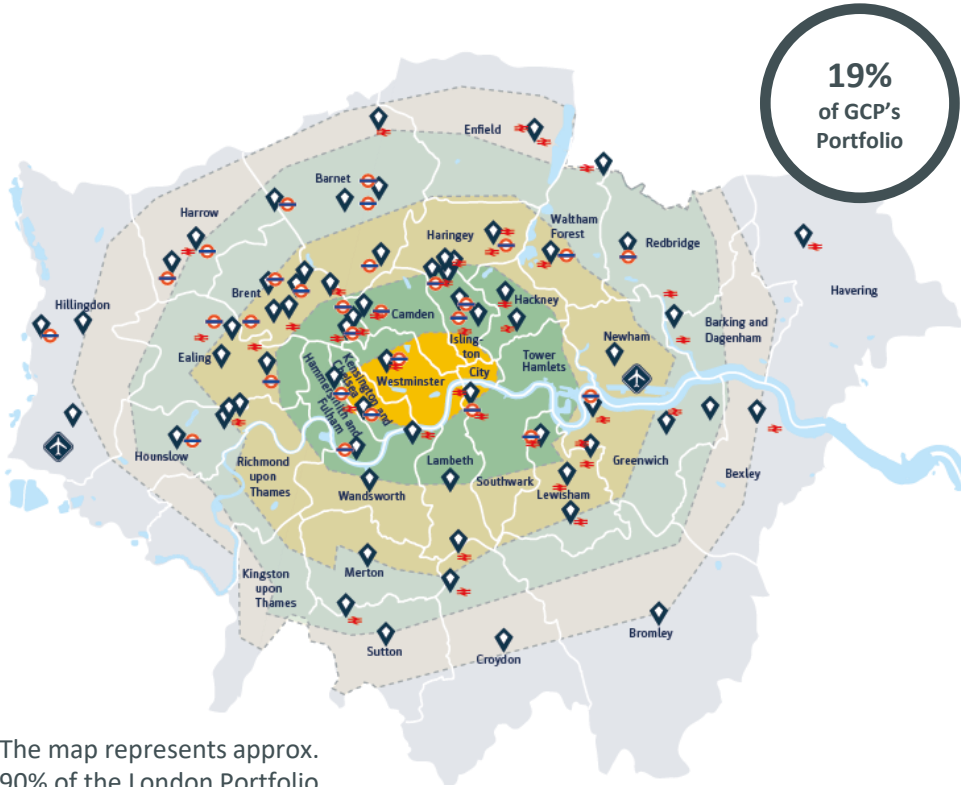 19%
of GCP's
Portfolio
Enfield
Barnet
Harrow
Haringey
Waltham
Forest
Redbridge
Havering
Hillingdon
Brent
Camden
Hackney
Barking and
Dagenham
Newham
Isling-
ton
Ealing
Tower
Hamlets
Kensington and
Chelsea
Hammersmith and
Fulham
Westminster
City
Hounslow
Richmond
upon
Thames
Lambeth
Southwark
Greenwich
Bexley
Wandsworth
Lewisham
Kingston
upon
Thames
Merton
Sutton
Croydon
Bromley
The map represents approx.
90% of the London Portfolio